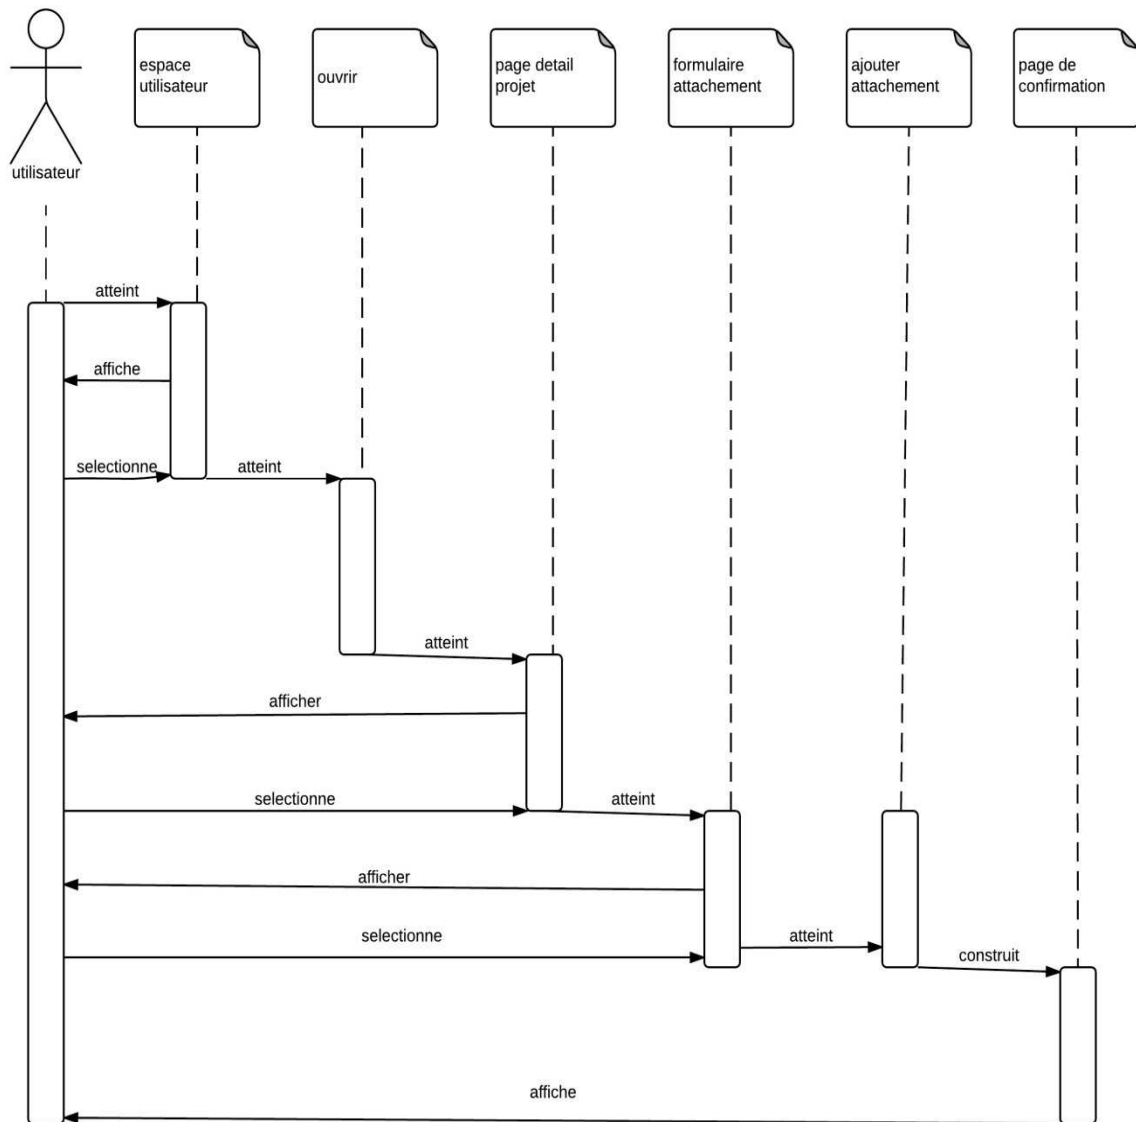 espace
utilisateur
ouvrir
page detail
projet
formulaire
attachement
ajouter
attachement
page de
confirmation
utilisateur
atteint
affiche
selectionne
atteint
atteint
afficher
selectionne
atteint
afficher
selectionne
atteint
construit
affiche